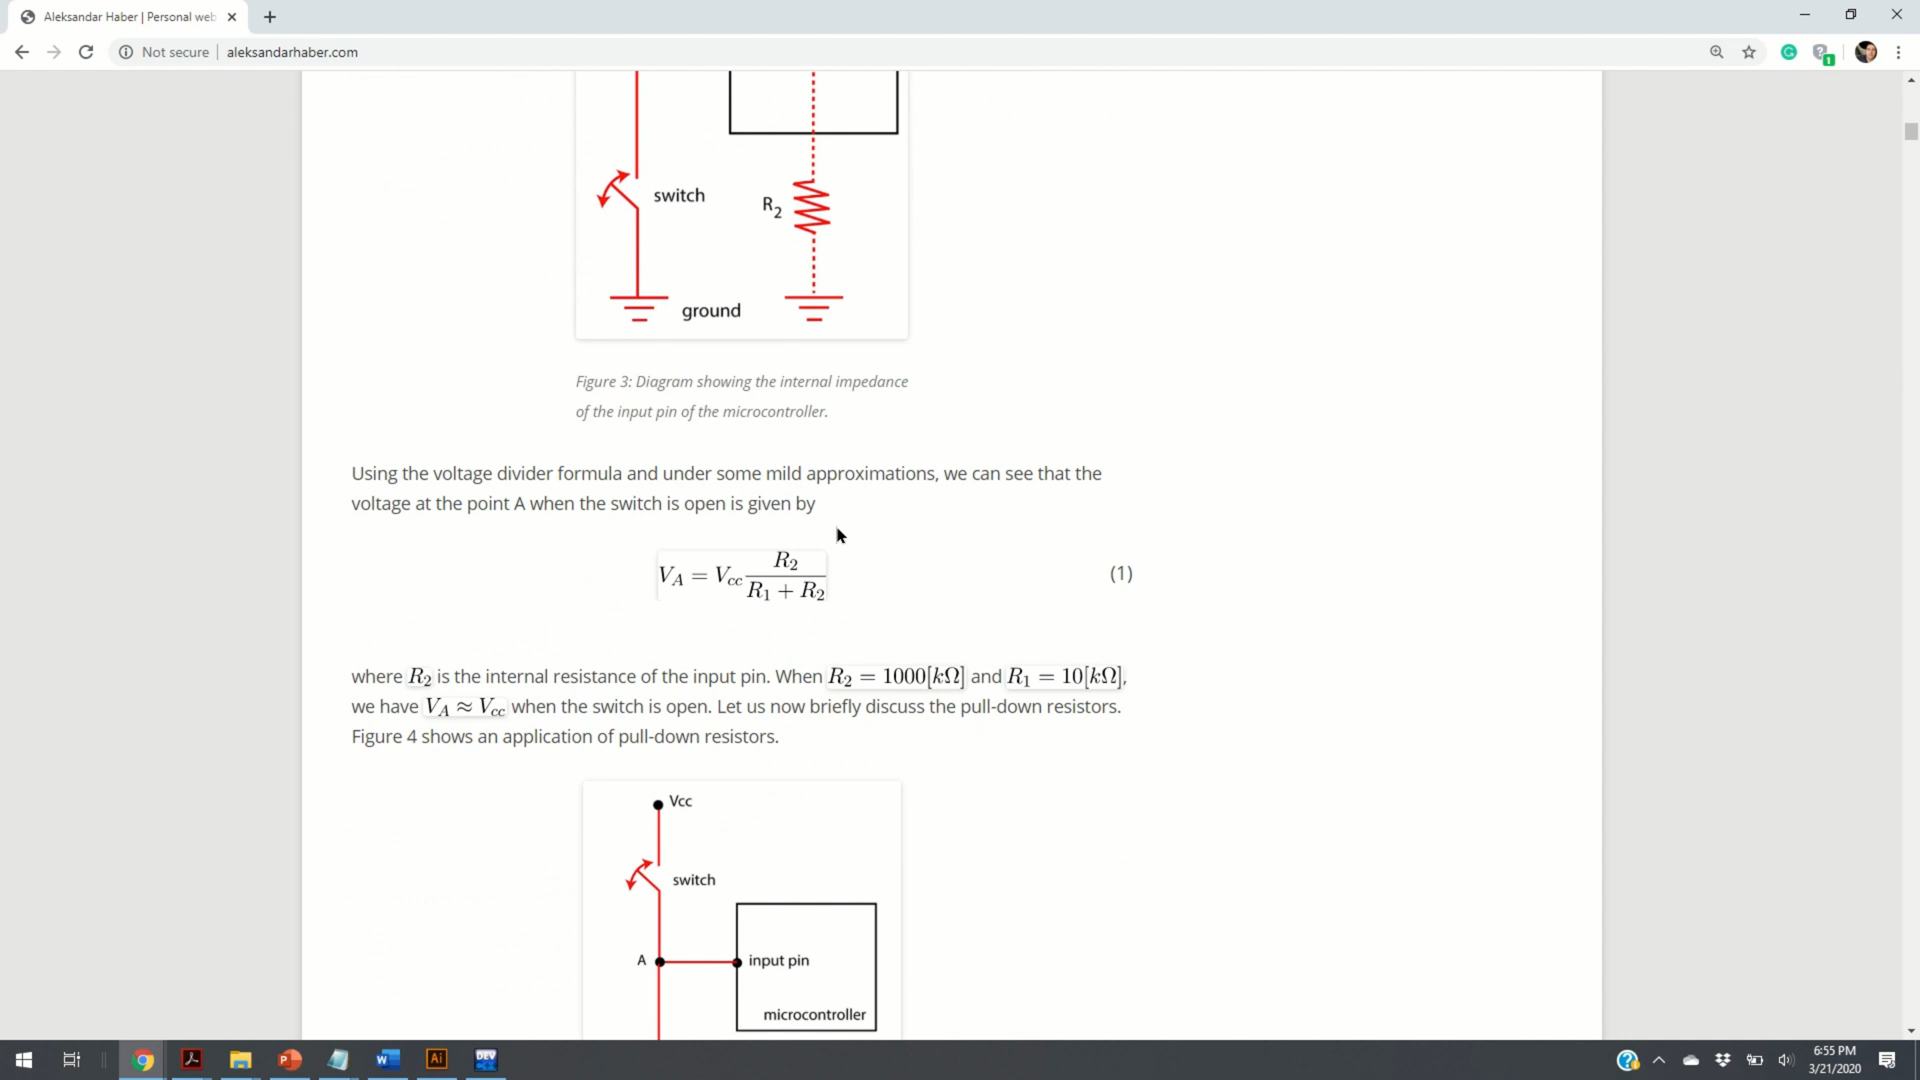 Aleksandar Haber | Personal web
Not secure
aleksandarhaber.com
1
switch
R2
ground
Figure 3: Diagram showing the internal impedance
of the input pin of the microcontroller.
Using the voltage divider formula and under some mild approximations, we can see that the
voltage at the point A when the switch is open is given by
V_A = V_cc R_2 / (R_1 + R_2) (1)
where R_2 is the internal resistance of the input pin. When R_2 = 1000[kΩ] and R_1 = 10[kΩ],
we have V_A ≈ V_cc when the switch is open. Let us now briefly discuss the pull-down resistors.
Figure 4 shows an application of pull-down resistors.
Vcc
switch
A
input pin
microcontroller
Ai
DEV
6:55 PM
3/21/2020